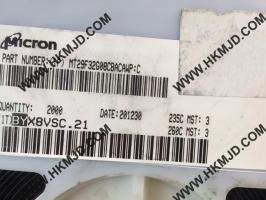 Micron
WWW.HKMJD.COM
PART NUMBER: MT29F32G08CBACAWP:C
QUANTITY: 2000
DATE:201230
235C MST: 3
260C MST: 3
BYX8VSC.21
WWW.HKMJD.COM